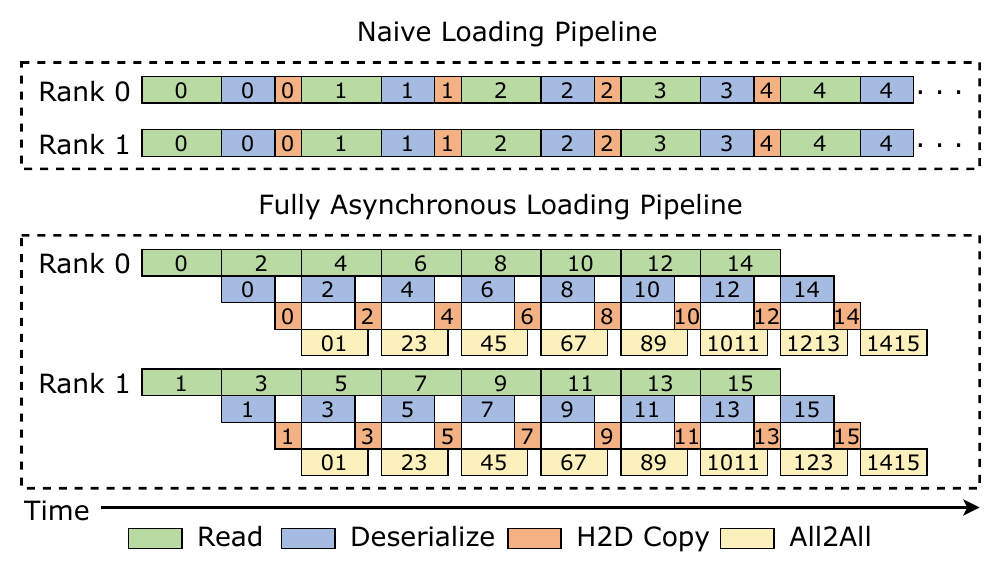 Naive Loading Pipeline
Rank 0 0 0 0 1 1 1 2 2 2 3 3 4 4 4 . . .
Rank 1 0 0 0 1 1 1 2 2 2 3 3 4 4 4 . . .
Fully Asynchronous Loading Pipeline
Rank 0 0 2 4 6 8 10 12 14
0 2 4 6 8 10 12 14
0 2 4 6 8 10 12 14
01 23 45 67 89 1011 1213 1415
Rank 1 1 3 5 7 9 11 13 15
1 3 5 7 9 11 13 15
1 3 5 7 9 11 13 15
01 23 45 67 89 1011 123 1415
Time
Read Deserialize H2D Copy All2All